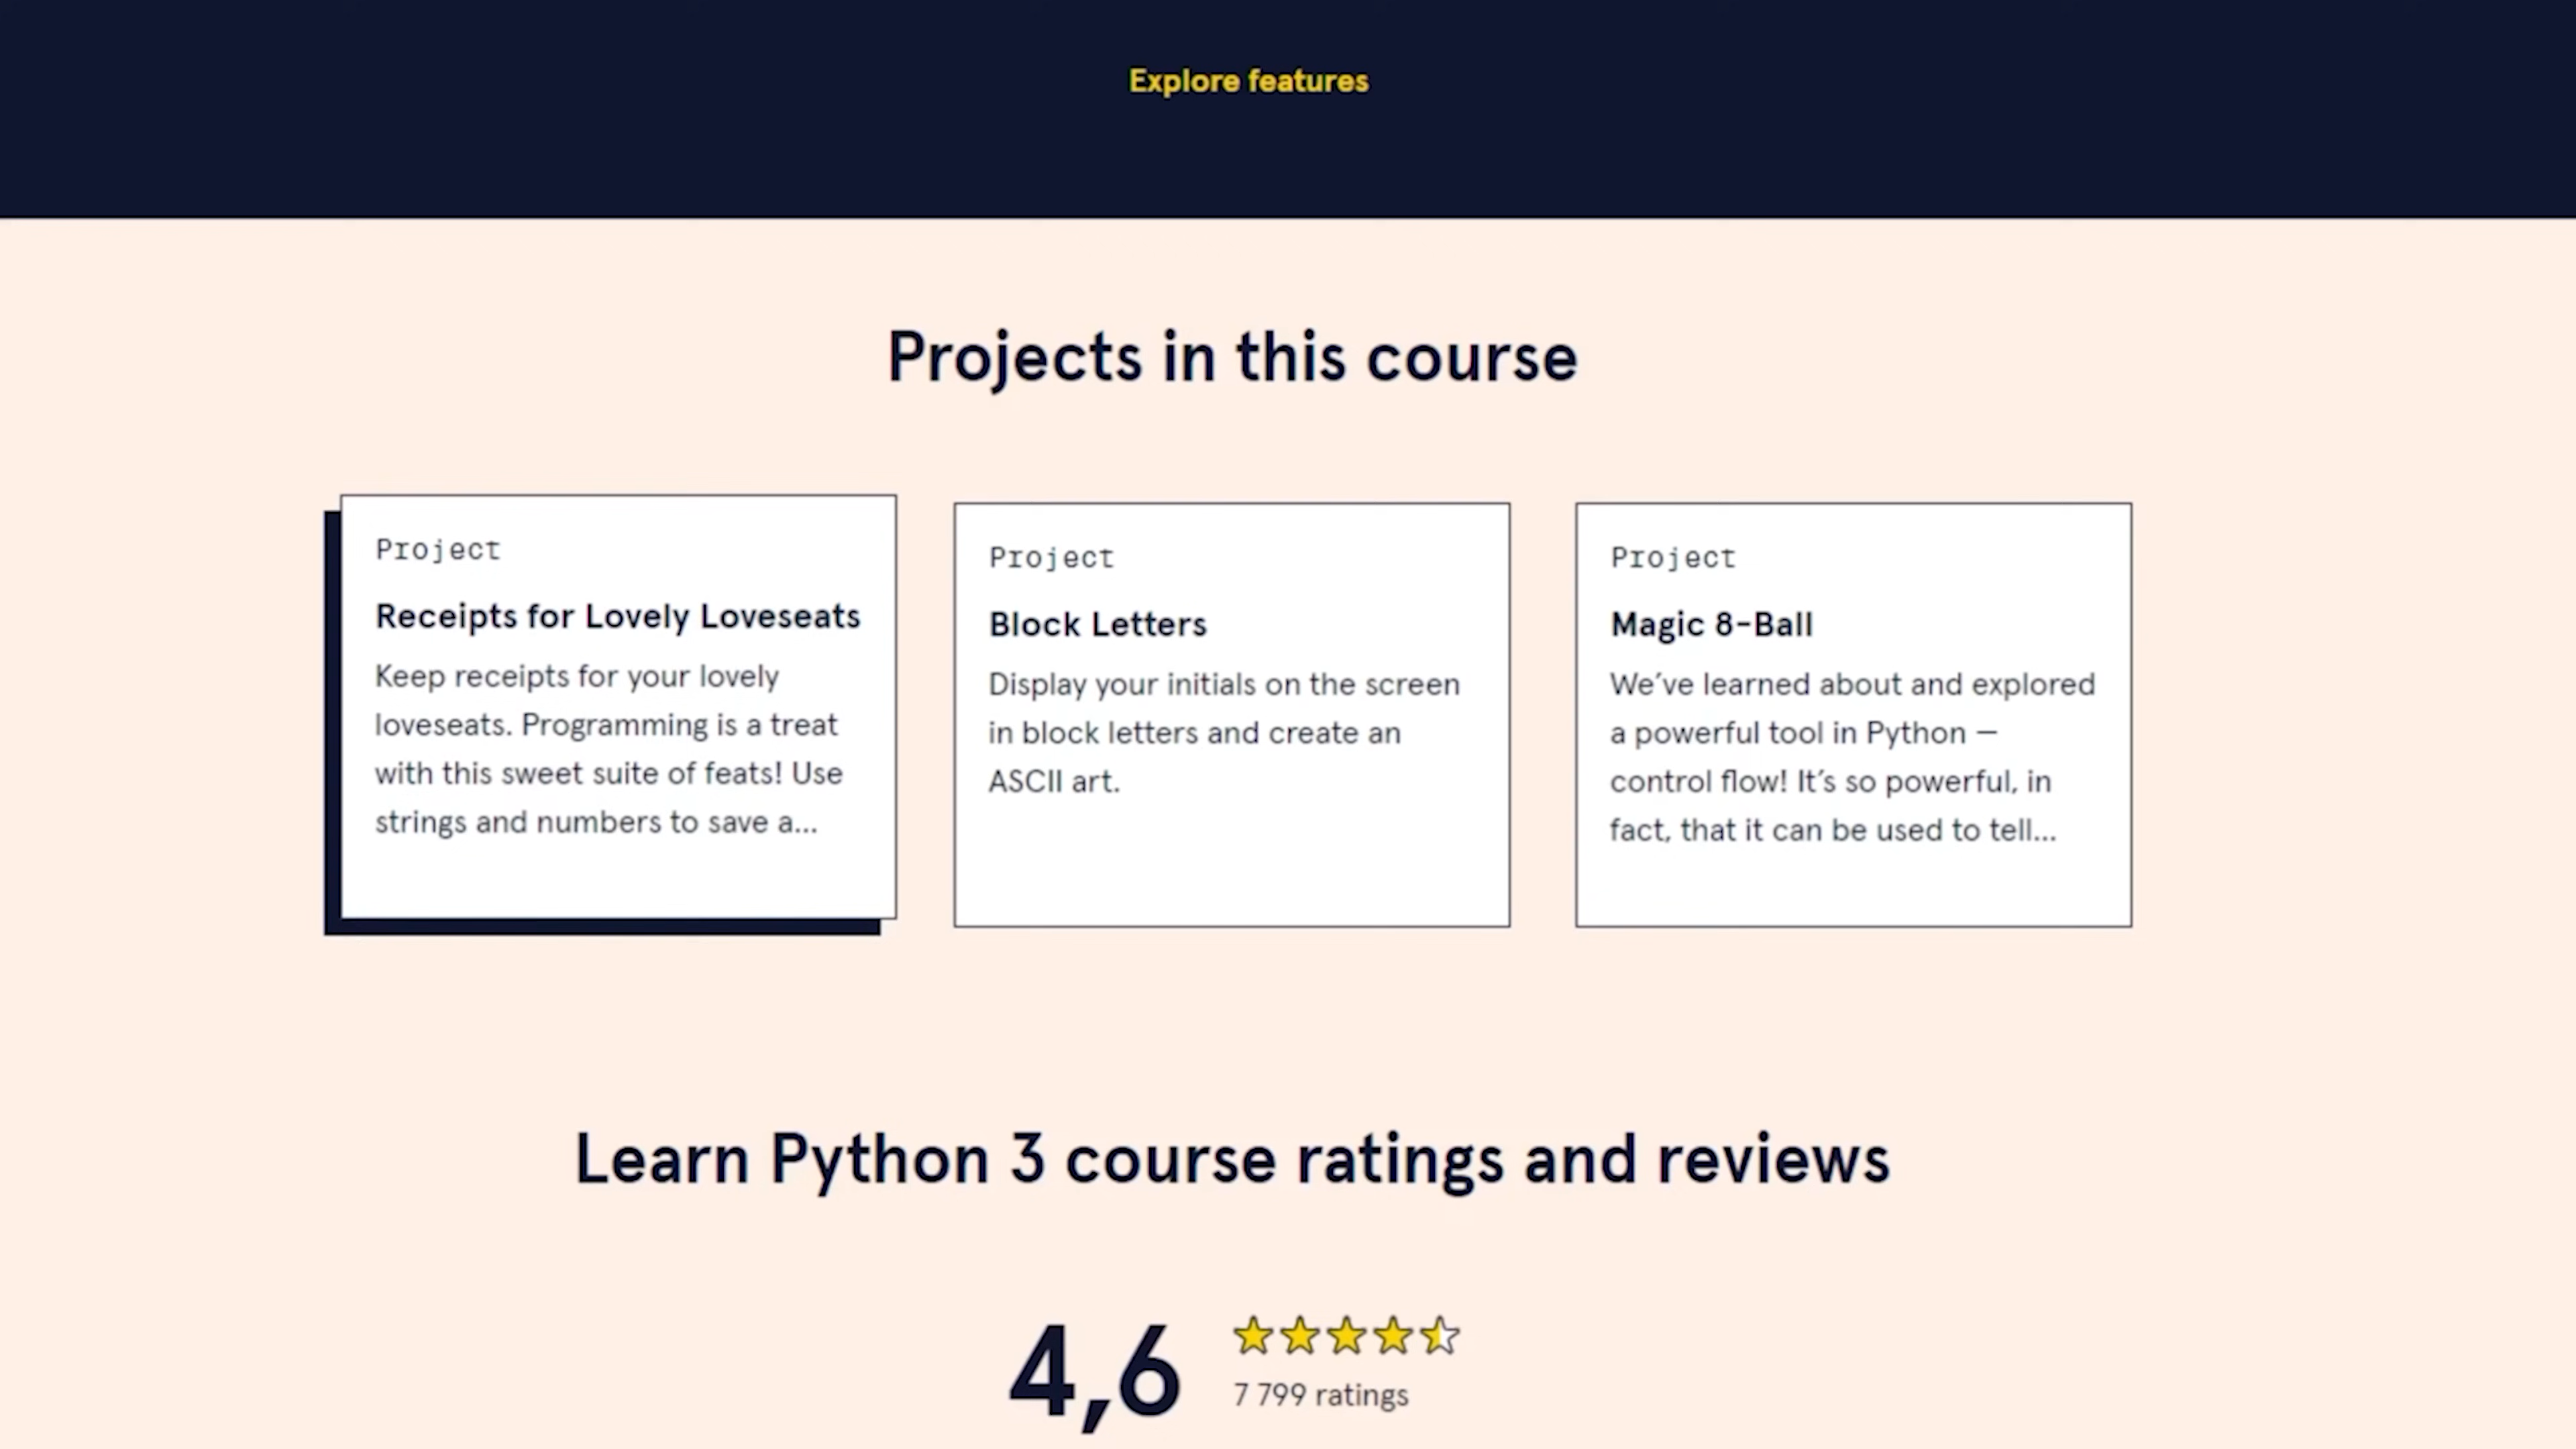 Explore features
Projects in this course
Project
Receipts for Lovely Loveseats
Keep receipts for your lovely
loveseats. Programming is a treat
with this sweet suite of feats! Use
strings and numbers to save a...
Project
Block Letters
Display your initials on the screen
in block letters and create an
ASCII art.
Project
Magic 8-Ball
We’ve learned about and explored
a powerful tool in Python —
control flow! It’s so powerful, in
fact, that it can be used to tell...
Learn Python 3 course ratings and reviews
4,6
7 799 ratings